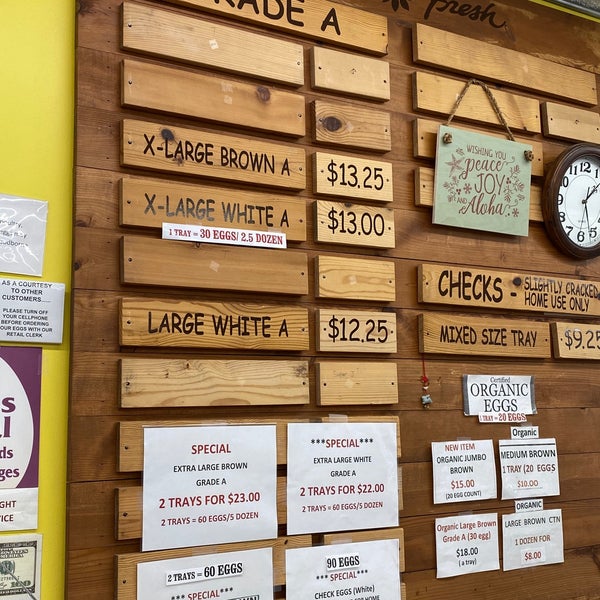 GRADE A
fresh
X-LARGE BROWN A $13.25
X-LARGE WHITE A $13.00
1 TRAY = 30 EGGS/ 2.5 DOZEN
LARGE WHITE A $12.25
WISHING YOU
Peace
JOY
AND Aloha
CHECKS - SLIGHTLY CRACKED
HOME USE ONLY
MIXED SIZE TRAY $9.25
Certified
ORGANIC
EGGS
1 TRAY = 20 EGGS
AS A COURTESY
TO OTHER
CUSTOMERS
PLEASE TURN OFF
YOUR CELLPHONE
BEFORE ORDERING
OUR EGGS WITH OUR
RETAIL CLERK
SPECIAL
EXTRA LARGE BROWN
GRADE A
2 TRAYS FOR $23.00
2 TRAYS = 60 EGGS/5 DOZEN
***SPECIAL***
EXTRA LARGE WHITE
GRADE A
2 TRAYS FOR $22.00
2 TRAYS = 60 EGGS/5 DOZEN
NEW ITEM
ORGANIC JUMBO
BROWN
$15.00
(20 EGG COUNT)
Organic
MEDIUM BROWN
1 TRAY (20 EGGS
$10.00
Organic Large Brown
Grade A (30 egg)
$18.00
(a tray)
ORGANIC
LARGE BROWN CTN
1 DOZEN FOR
$8.00
2 TRAYS = 60 EGGS
90 EGGS
***SPECIAL***
CHECK EGGS (White)